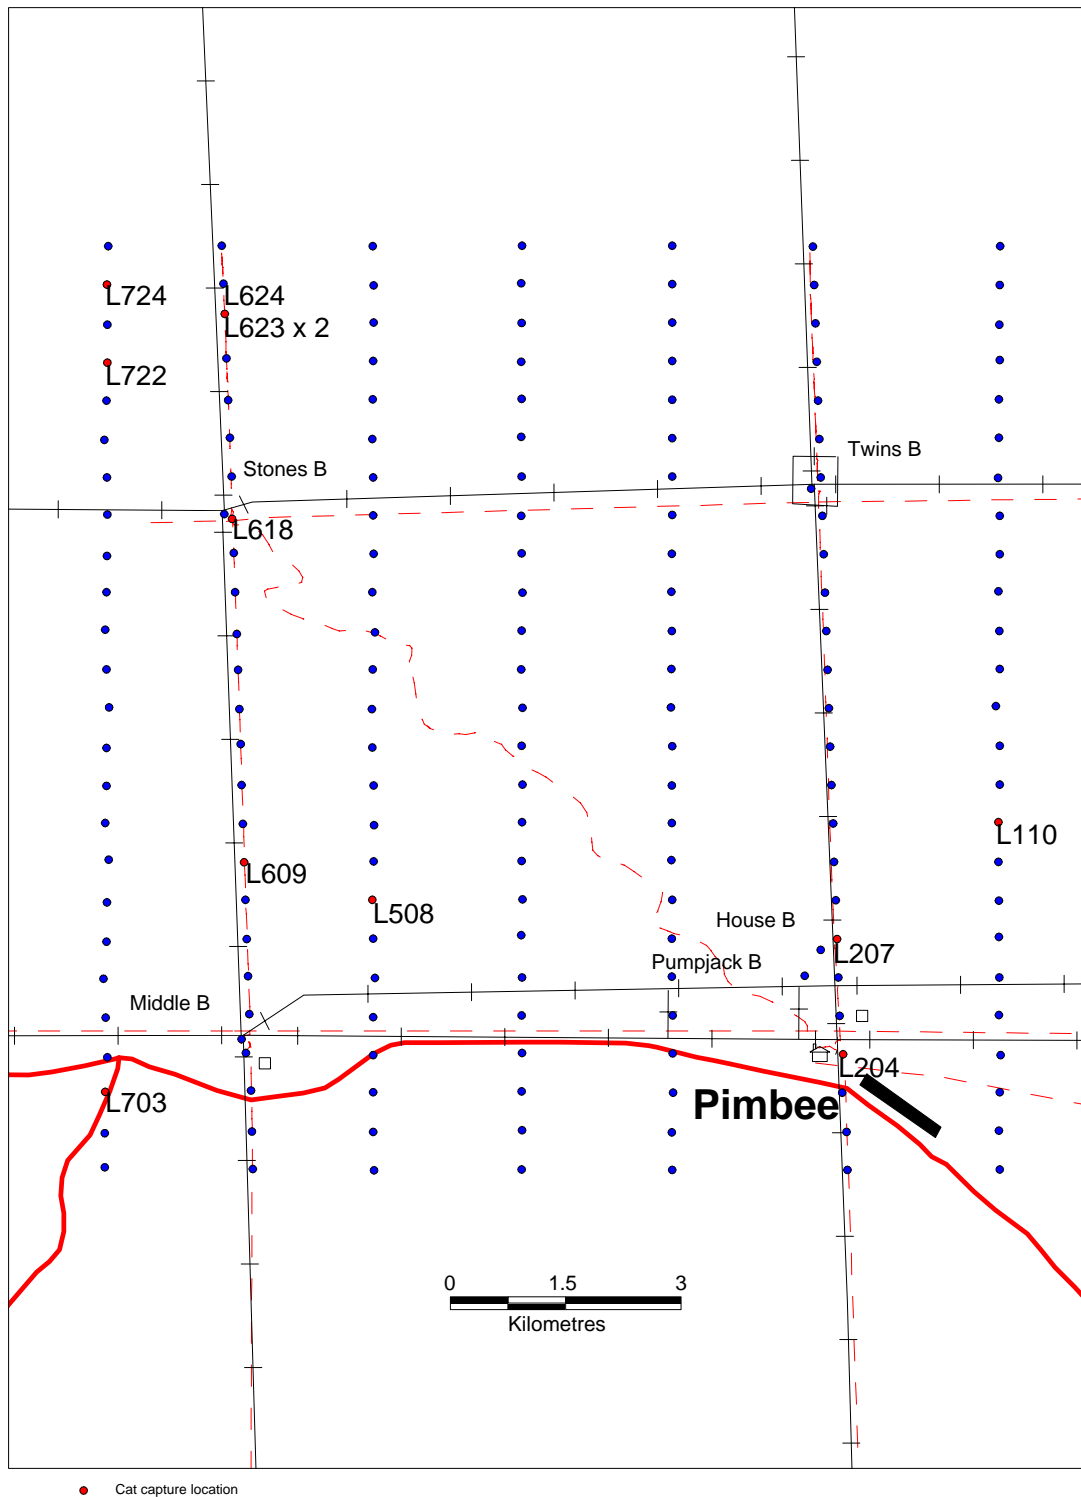 L724
L624
L623 x 2
L722
Stones B
Twins B
L618
L110
L609
L508
House B
L207
Pumpjack B
Middle B
L204
L703
Pimbee
0 1.5 3
Kilometres
Cat capture location